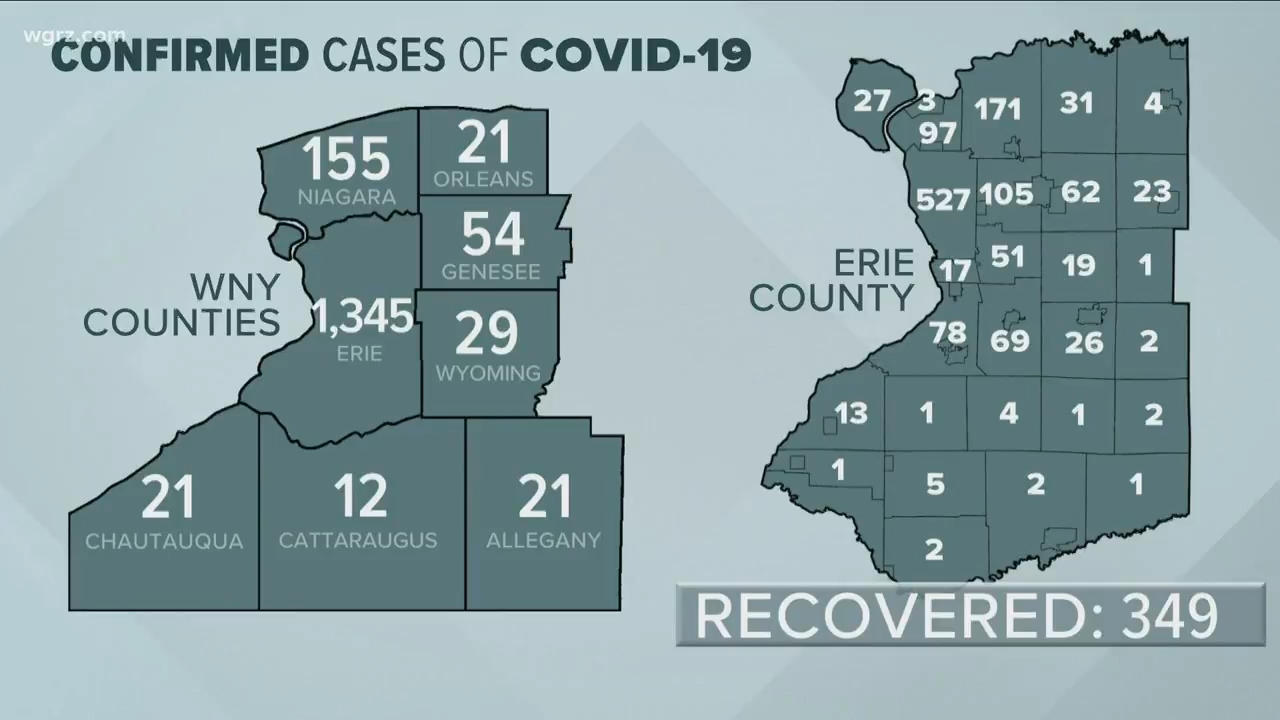 wgrz.com
CONFIRMED CASES OF COVID-19
155
NIAGARA
21
ORLEANS
54
GENESEE
WNY
COUNTIES
1,345
ERIE
29
WYOMING
21
CHAUTAUQUA
12
CATTARAUGUS
21
ALLEGANY
27 3 171 31 4
97
527 105 62 23
ERIE
COUNTY
17 51 19 1
78 69 26 2
13 1 4 1 2
1 5 2 1
2
RECOVERED: 349